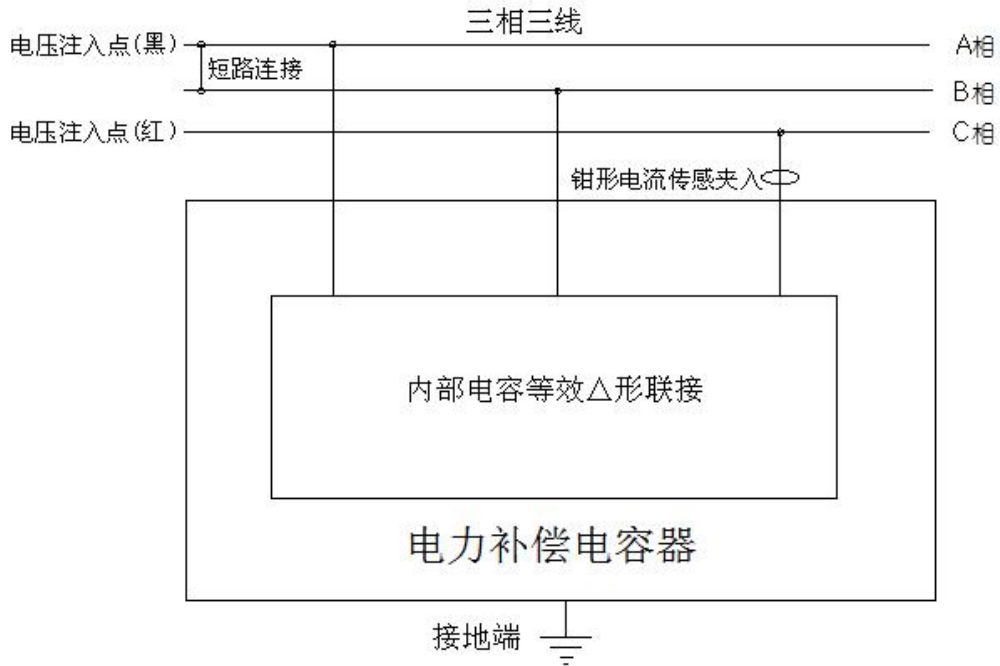 三相三线
电压注入点(黑)
A相
短路连接
B相
电压注入点(红)
C相
钳形电流传感夹入
内部电容等效△形联接
电力补偿电容器
接地端